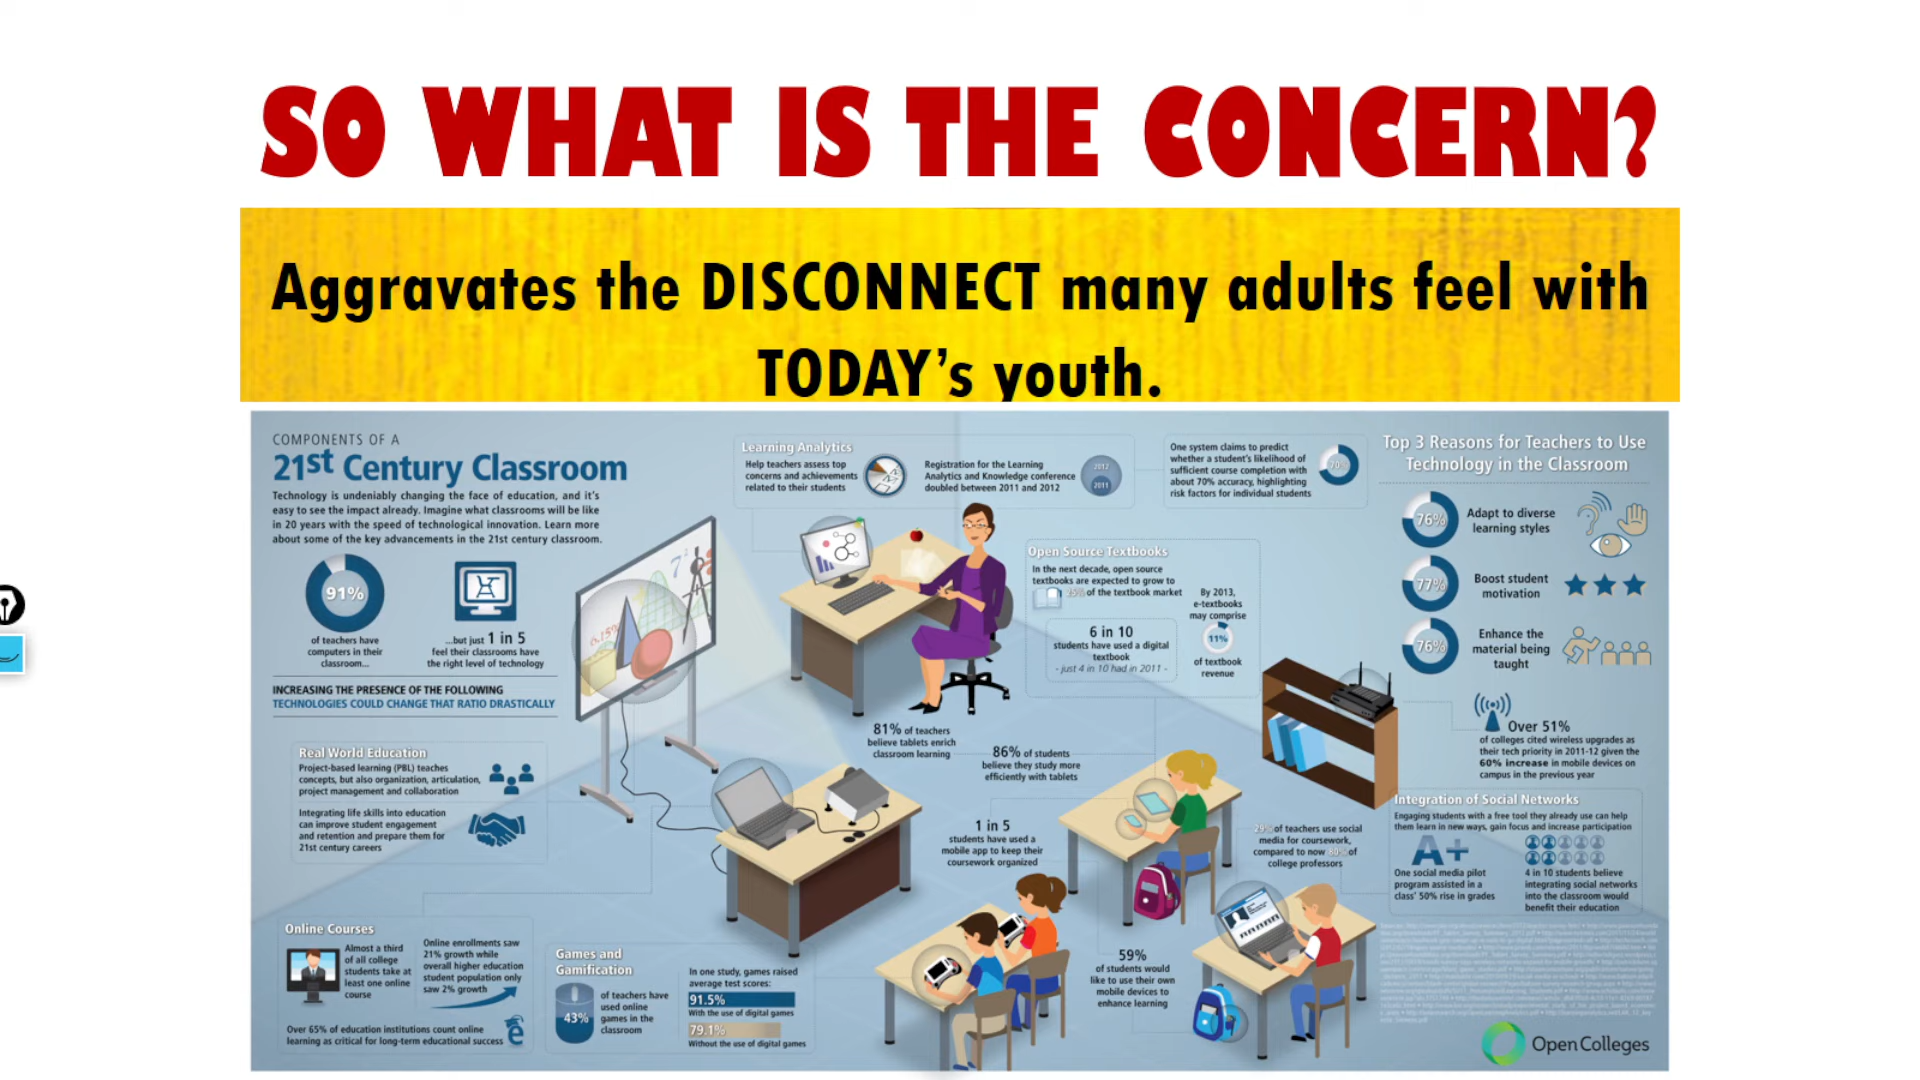 SO WHAT IS THE CONCERN?
Aggravates the DISCONNECT many adults feel with
TODAY's youth.
COMPONENTS OF A
21st Century Classroom
Technology is undeniably changing the face of education, and it's
easy to see the impact already. Imagine what classrooms will be like
in 20 years with the speed of technological innovation. Learn more
about some of the key advancements in the 21st century classroom.
91%
of teachers have
computers in their
classroom...
...but just 1 in 5
feel their classrooms have
the right level of technology
INCREASING THE PRESENCE OF THE FOLLOWING
TECHNOLOGIES COULD CHANGE THAT RATIO DRASTICALLY
Real World Education
Project-based learning (PBL) teaches
concepts, but also organization, articulation,
project management and collaboration
Integrating life skills into education
can improve student engagement
and retention and prepare them for
21st century careers
Online Courses
Almost a third
of all college
students take at
least one online
course
Online enrollments saw
21% growth while
overall higher education
student population only
saw 2% growth
Over 65% of education institutions count online
learning as critical for long-term educational success
Games and
Gamification
43%
of teachers have
used online
games in the
classroom
In one study, games raised
average test scores:
91.5%
With the use of digital games
79.1%
Without the use of digital games
Learning Analytics
Help teachers assess top
concerns and achievements
related to their students
Registration for the Learning
Analytics and Knowledge conference
doubled between 2011 and 2012
2012
2011
One system claims to predict
whether a student's likelihood of
sufficient course completion with
about 70% accuracy, highlighting
risk factors for individual students
70%
Open Source Textbooks
In the next decade, open source
textbooks are expected to grow to
25% of the textbook market
6 in 10
students have used a digital
textbook
- just 4 in 10 had in 2011 -
By 2013,
e-textbooks
may comprise
11%
of textbook
revenue
81% of teachers
believe tablets enrich
classroom learning
86% of students
believe they study more
efficiently with tablets
1 in 5
students have used a
mobile app to keep their
coursework organized
59%
of students would
like to use their own
mobile devices to
enhance learning
of teachers use social
media for coursework,
compared to now 80% of
college professors
Top 3 Reasons for Teachers to Use
Technology in the Classroom
76%
Adapt to diverse
learning styles
77%
Boost student
motivation
76%
Enhance the
material being
taught
Over 51%
of colleges cited wireless upgrades as
their tech priority in 2011-12 given the
60% increase in mobile devices on
campus in the previous year
Integration of Social Networks
Engaging students with a free tool they already use can help
them learn in new ways, gain focus and increase participation
A+
One social media pilot
program assisted in a
class' 50% rise in grades
4 in 10 students believe
integrating social networks
into the classroom would
benefit their education
Open Colleges